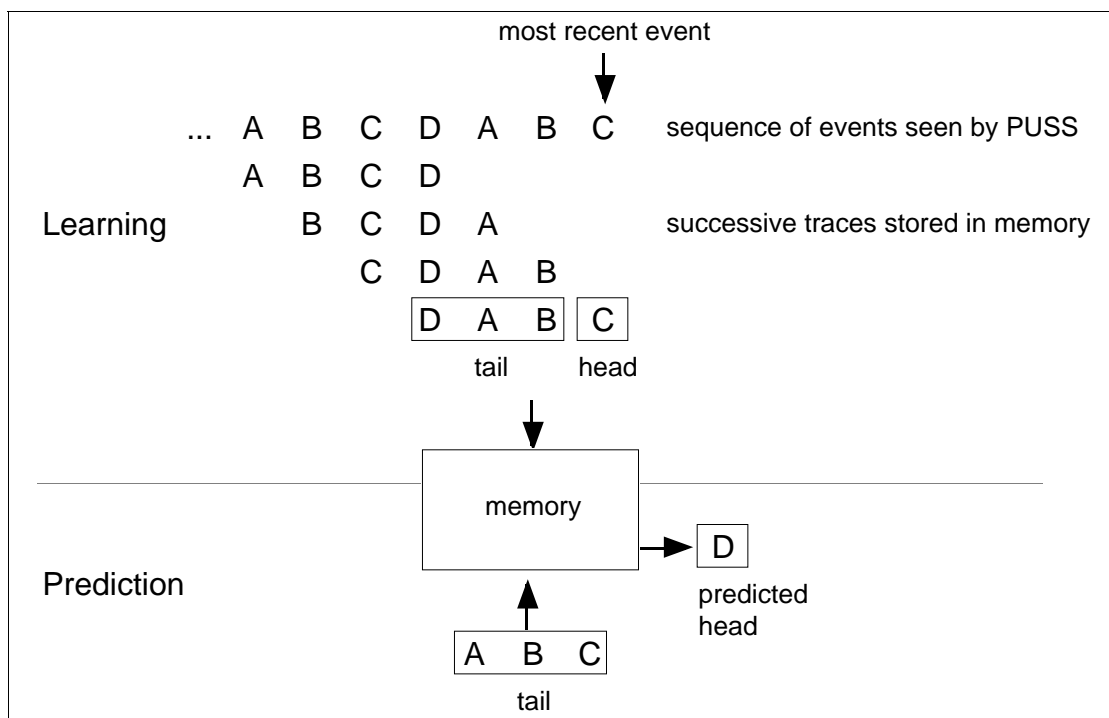 most recent event
... A B C D A B C sequence of events seen by PUSS
A B C D
Learning B C D A successive traces stored in memory
C D A B
D A B C
tail head
memory
D
Prediction
predicted
head
A B C
tail